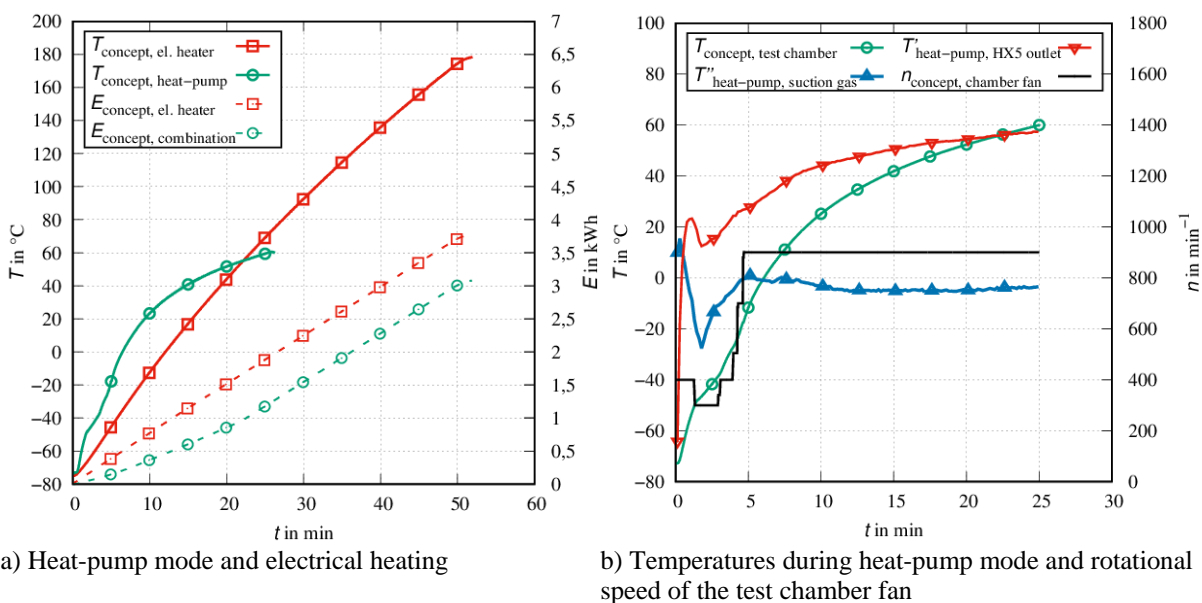 200
180
160
140
120
100
80
60
40
20
0
−20
−40
−60
−80
T in °C
T concept, el. heater
T concept, heat−pump
E concept, el. heater
E concept, combination
7
6,5
6
5,5
5
4,5
4
3,5
3
2,5
2
1,5
1
0,5
0
E in kWh
0 10 20 30 40 50 60
t in min
a) Heat-pump mode and electrical heating
100
80
60
40
20
0
−20
−40
−60
−80
T in °C
T concept, test chamber
T′ heat−pump, HX5 outlet
T″ heat−pump, suction gas
n concept, chamber fan
1800
1600
1400
1200
1000
800
600
400
200
0
n in min−1
0 5 10 15 20 25 30
t in min
b) Temperatures during heat-pump mode and rotational
speed of the test chamber fan